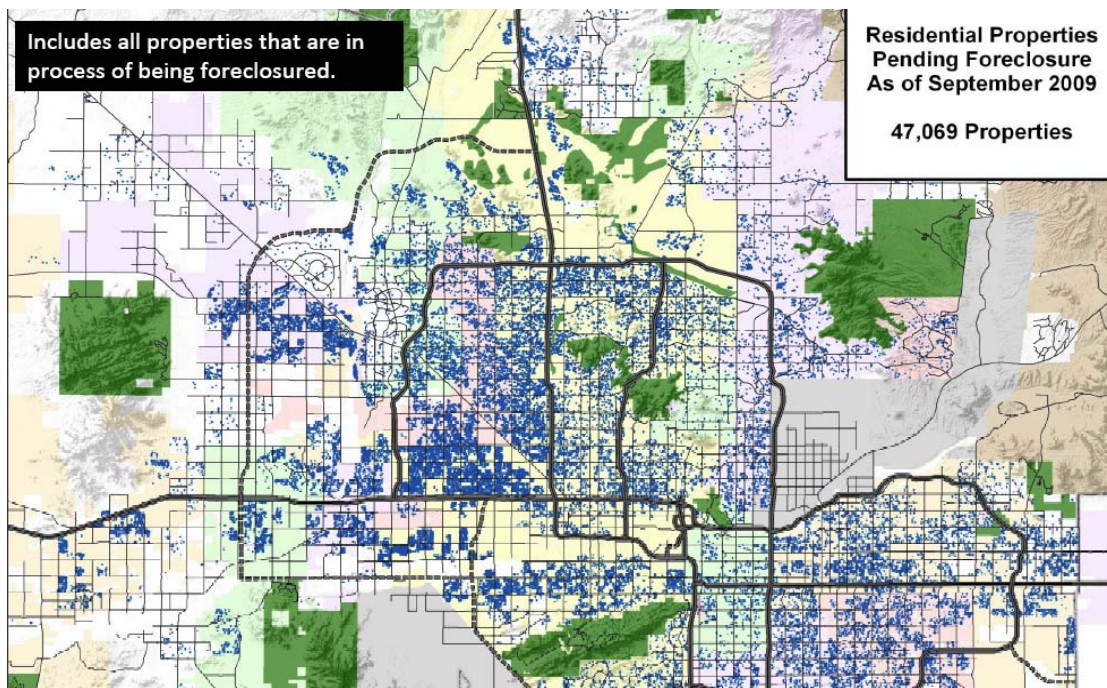 Includes all properties that are in
process of being foreclosured.
Residential Properties
Pending Foreclosure
As of September 2009
47,069 Properties